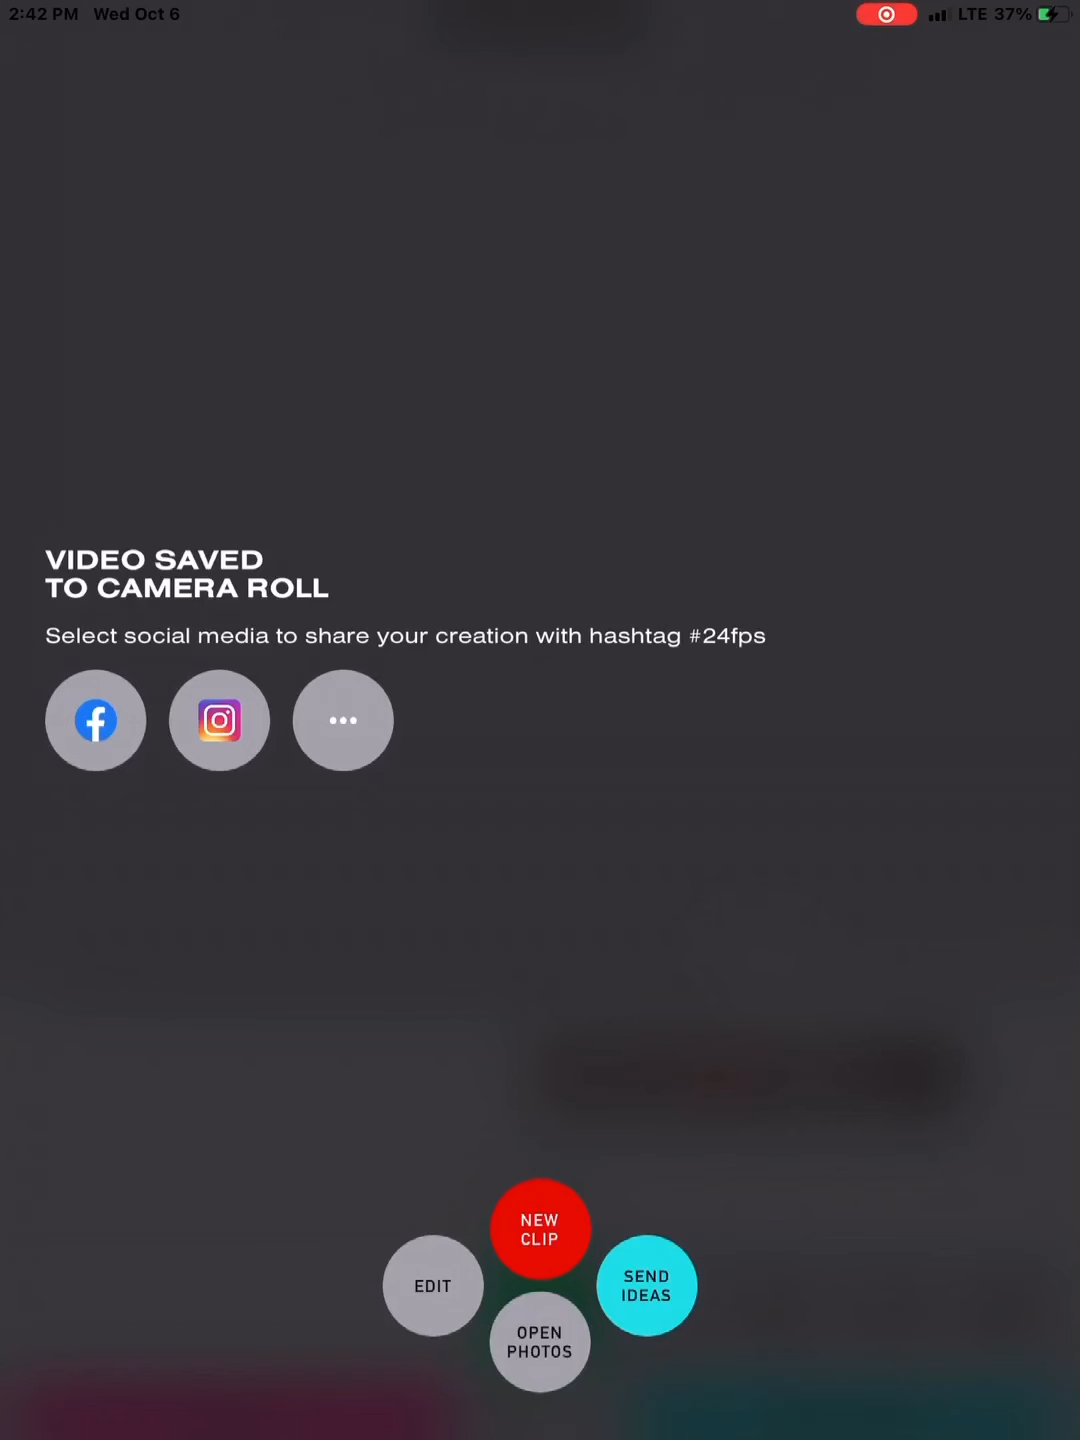 2:42 PM Wed Oct 6
LTE 37%
VIDEO SAVED
TO CAMERA ROLL
Select social media to share your creation with hashtag #24fps
NEW
CLIP
EDIT
SEND
IDEAS
OPEN
PHOTOS